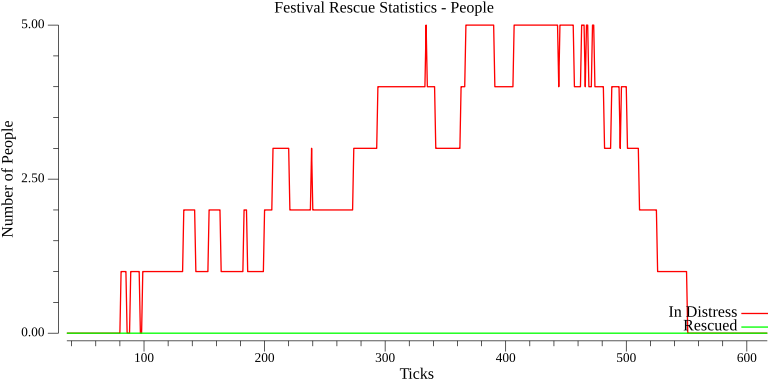 Festival Rescue Statistics - People
5.00
2.50
0.00
Number of People
In Distress
Rescued
100 200 300 400 500 600
Ticks